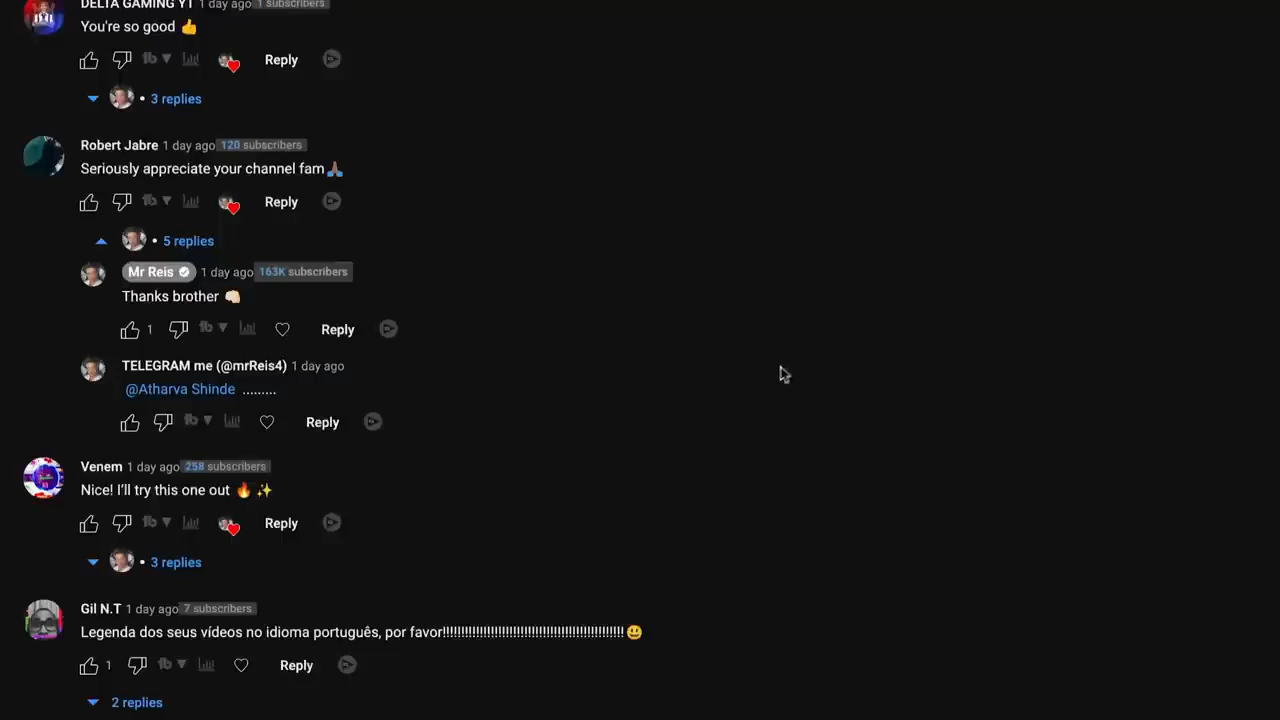 DELTA GAMING YT 1 day ago 1 subscribers
You're so good 👍
Reply
• 3 replies
Robert Jabre 1 day ago 120 subscribers
Seriously appreciate your channel fam🙏🏾
Reply
• 5 replies
Mr Reis 1 day ago 163K subscribers
Thanks brother 👊🏻
1 Reply
TELEGRAM me (@mrReis4) 1 day ago
@Atharva Shinde .........
Reply
Venem 1 day ago 258 subscribers
Nice! I'll try this one out 🔥 ✨
Reply
• 3 replies
Gil N.T 1 day ago 7 subscribers
Legenda dos seus vídeos no idioma português, por favor!!!!!!!!!!!!!!!!!!!!!!!!!!!!!!!!!!!!!!!!!!!!!!!!!😃
1 Reply
2 replies